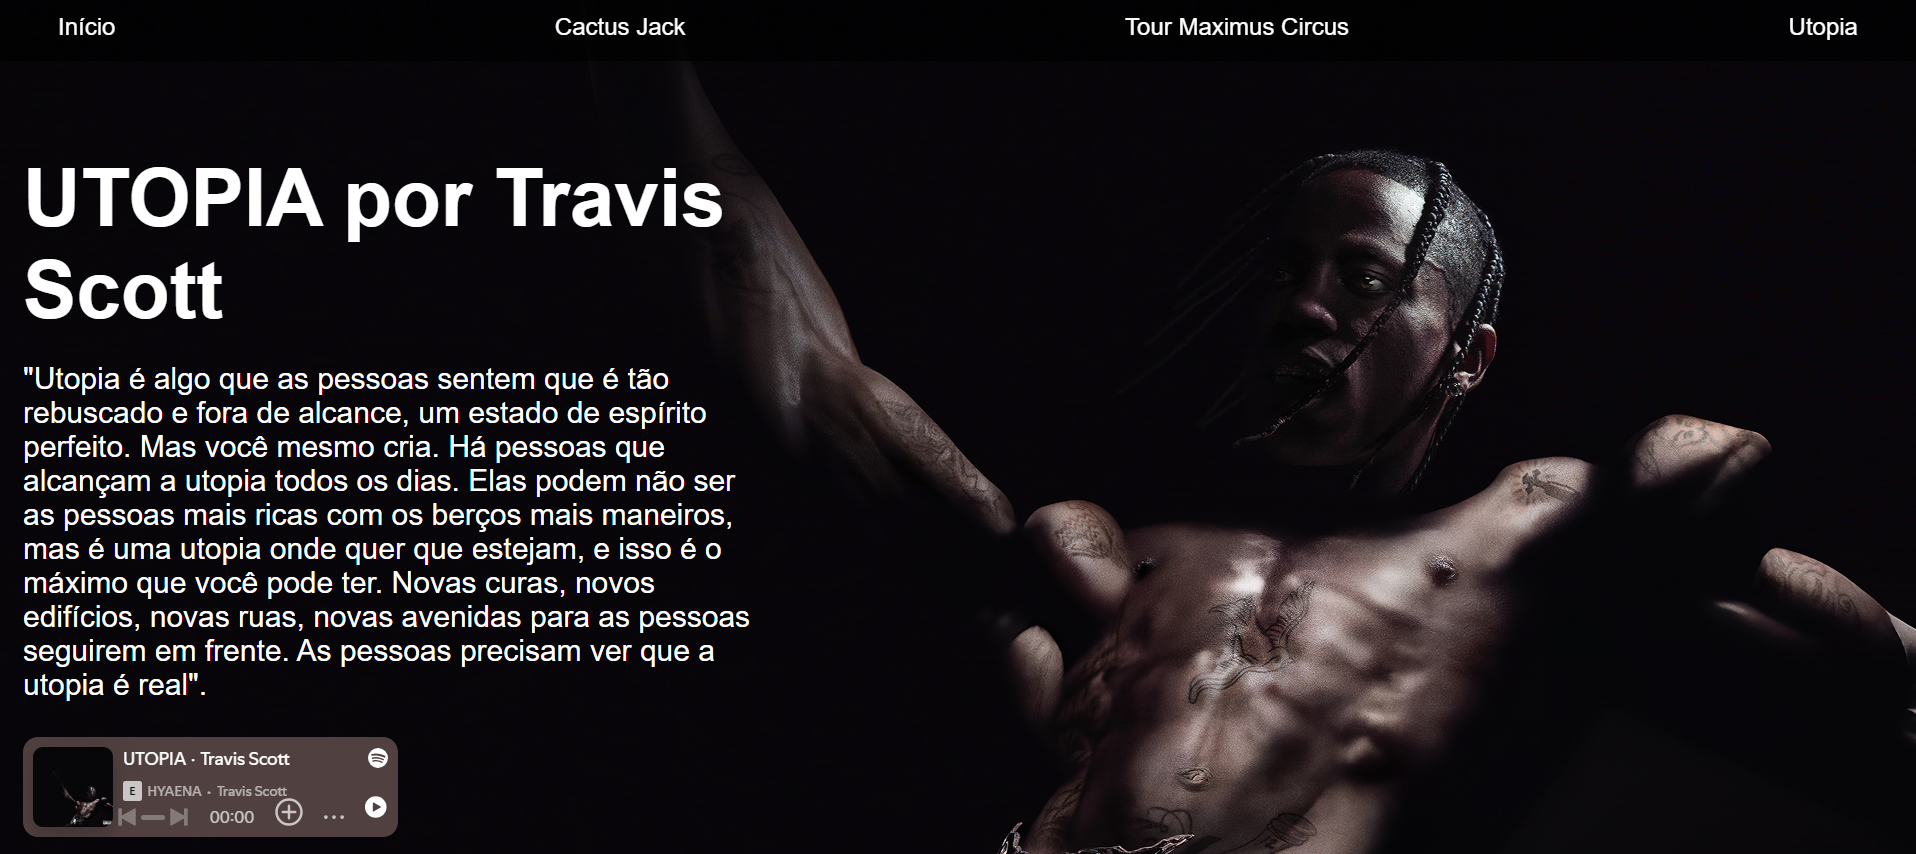 Início
Cactus Jack
Tour Maximus Circus
Utopia
UTOPIA por Travis
Scott
"Utopia é algo que as pessoas sentem que é tão
rebuscado e fora de alcance, um estado de espírito
perfeito. Mas você mesmo cria. Há pessoas que
alcançam a utopia todos os dias. Elas podem não ser
as pessoas mais ricas com os berços mais maneiros,
mas é uma utopia onde quer que estejam, e isso é o
máximo que você pode ter. Novas curas, novos
edifícios, novas ruas, novas avenidas para as pessoas
seguirem em frente. As pessoas precisam ver que a
utopia é real".
UTOPIA · Travis Scott
E HYAENA · Travis Scott
00:00